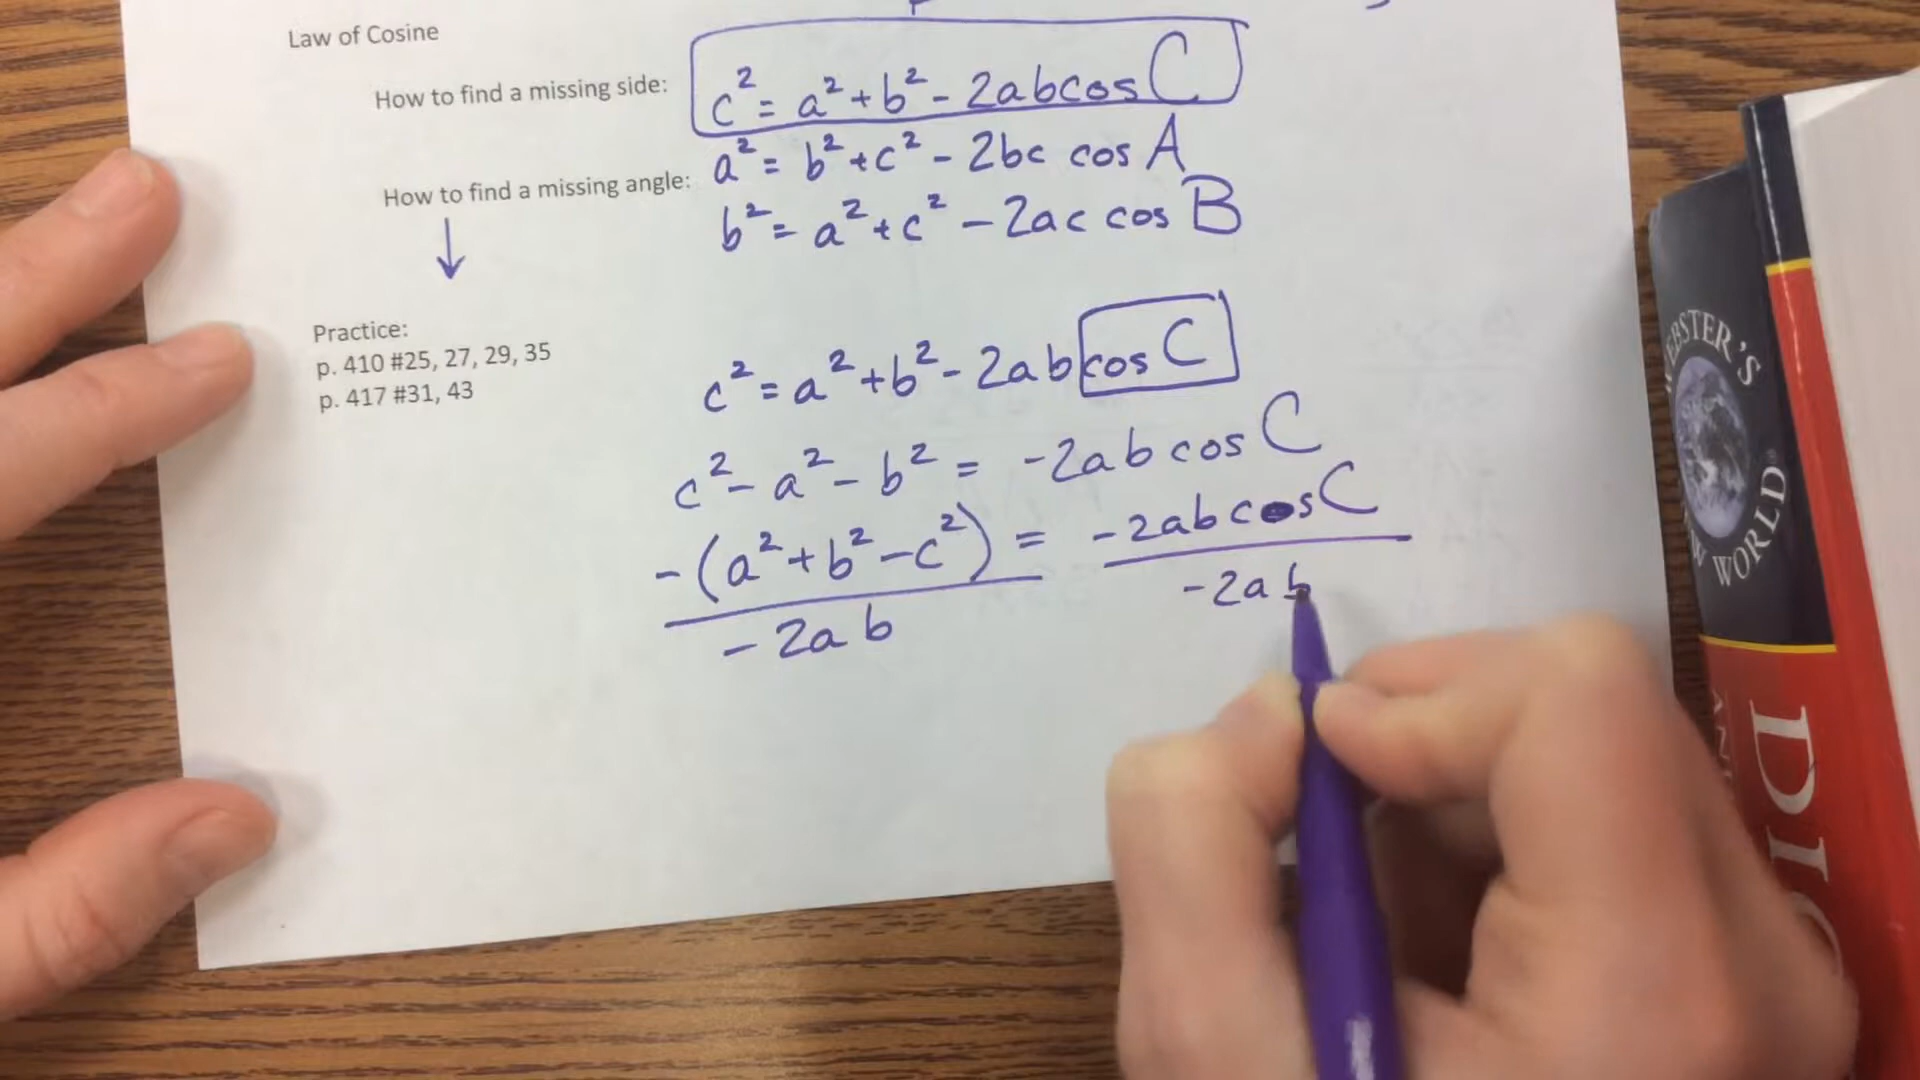 Law of Cosine
How to find a missing side: c² = a² + b² - 2abcos C
a² = b² + c² - 2bc cos A
How to find a missing angle:
b² = a² + c² - 2ac cos B
Practice:
p. 410 #25, 27, 29, 35
p. 417 #31, 43
c² = a² + b² - 2ab cos C
c² - a² - b² = -2ab cos C
-(a² + b² - c²) = -2ab cos C
-2ab
-2ab
WORLD
DIC